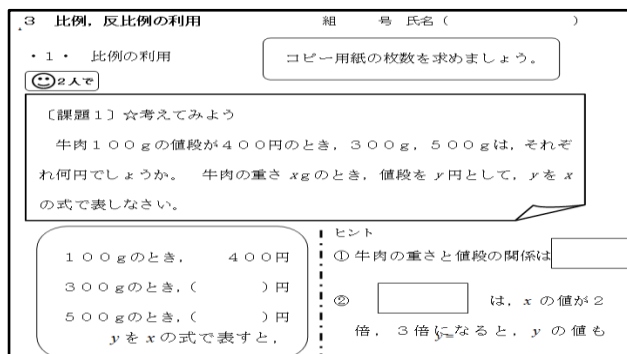 3 比例，反比例の利用 組 号 氏名（ ）
・1・ 比例の利用
コピー用紙の枚数を求めましょう。
2人で
〔課題1〕☆考えてみよう
牛肉100gの値段が400円のとき，300g，500gは，それぞ
れ何円でしょうか。 牛肉の重さxgのとき，値段をy円として，yをx
の式で表しなさい。
100gのとき， 400円
300gのとき，（ ）円
500gのとき，（ ）円
yをxの式で表すと，
ヒント
① 牛肉の重さと値段の関係は
② は，xの値が2
倍，3倍になると，yの値も
y=